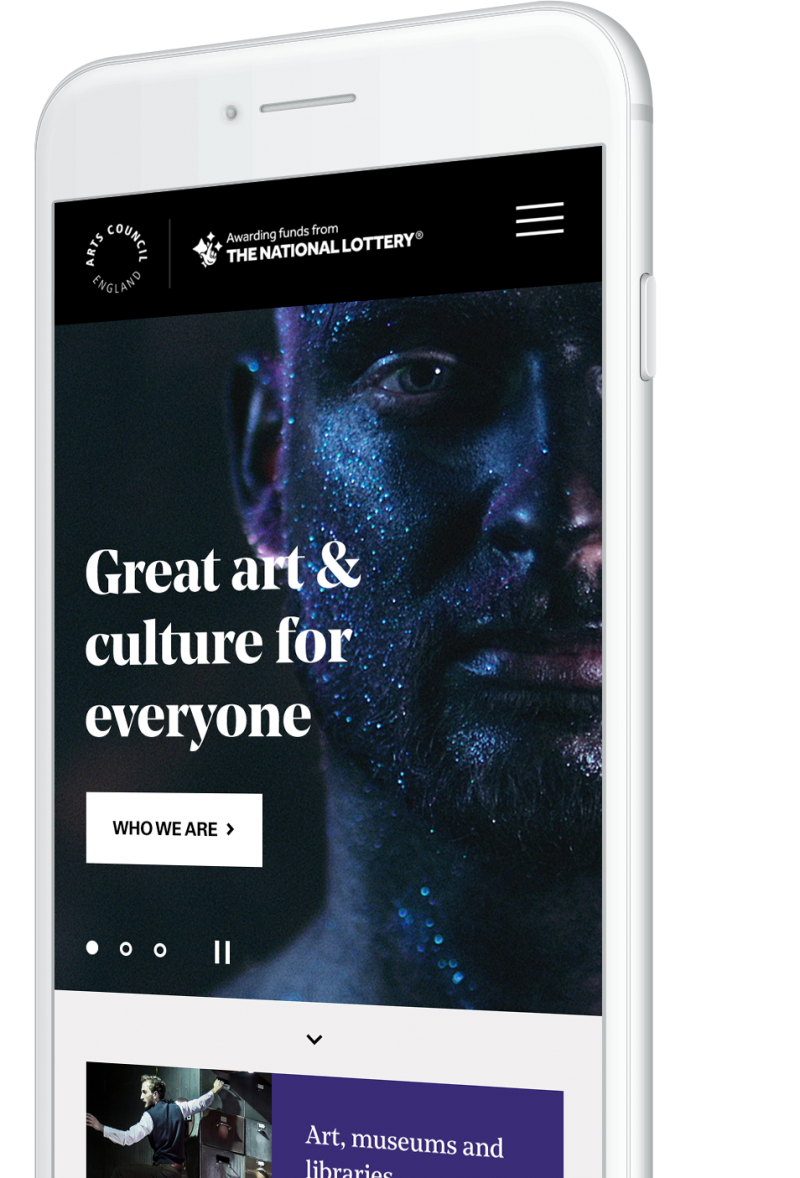 ARTS COUNCIL
ENGLAND
Awarding funds from
THE NATIONAL LOTTERY®
Great art &
culture for
everyone
WHO WE ARE ›
Art, museums and
libraries